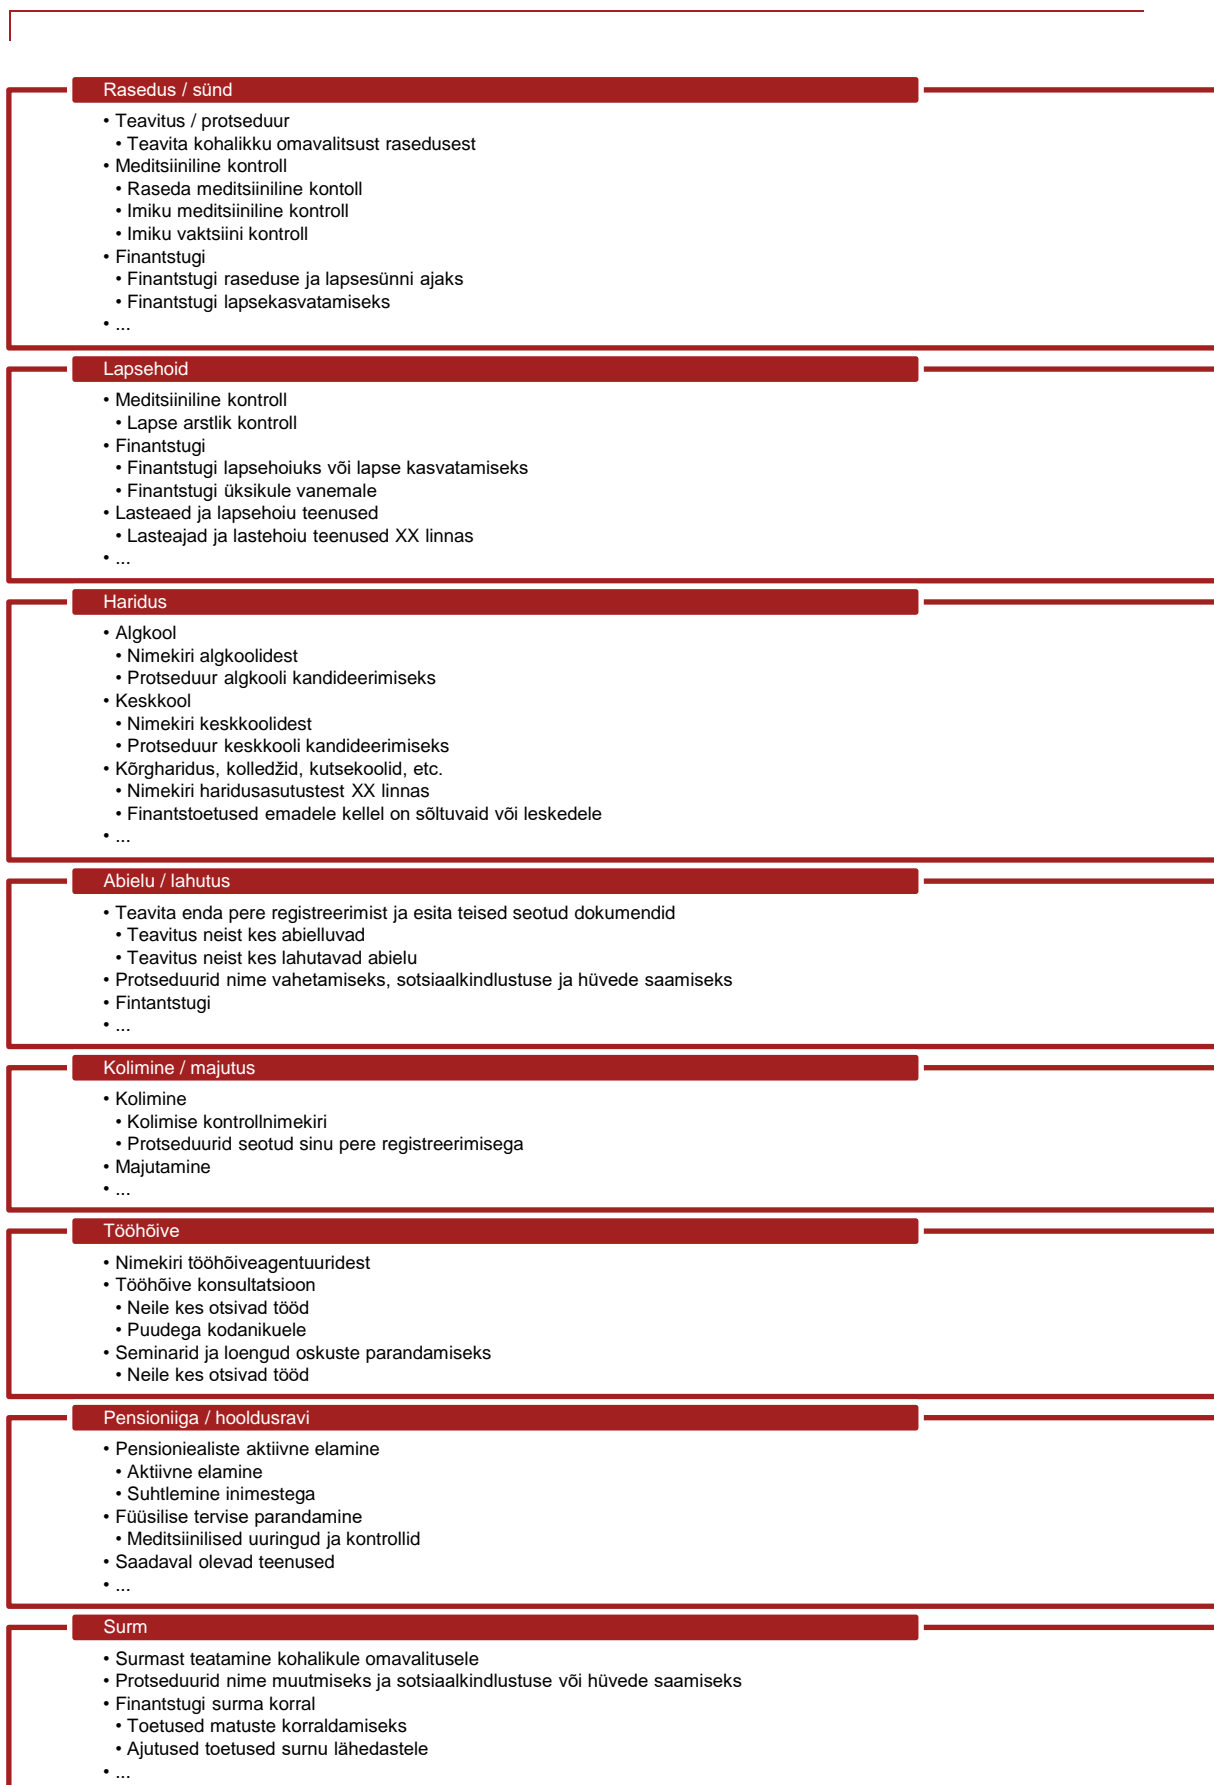 Rasedus / sünd
• Teavitus / protseduur
• Teavita kohalikku omavalitsust rasedusest
• Meditsiiniline kontroll
• Raseda meditsiiniline kontoll
• Imiku meditsiiniline kontroll
• Imiku vaktsiini kontroll
• Finantstugi
• Finantstugi raseduse ja lapsesünni ajaks
• Finantstugi lapsekasvatamiseks
• ...
Lapsehoid
• Meditsiiniline kontroll
• Lapse arstlik kontroll
• Finantstugi
• Finantstugi lapsehoiuks või lapse kasvatamiseks
• Finantstugi üksikule vanemale
• Lasteaed ja lapsehoiu teenused
• Lasteajad ja lastehoiu teenused XX linnas
• ...
Haridus
• Algkool
• Nimekiri algkoolidest
• Protseduur algkooli kandideerimiseks
• Keskkool
• Nimekiri keskkoolidest
• Protseduur keskkooli kandideerimiseks
• Kõrgharidus, kolledžid, kutsekoolid, etc.
• Nimekiri haridusasutustest XX linnas
• Finantstoetused emadele kellel on sõltuvaid või leskedele
• ...
Abielu / lahutus
• Teavita enda pere registreerimist ja esita teised seotud dokumendid
• Teavitus neist kes abielluvad
• Teavitus neist kes lahutavad abielu
• Protseduurid nime vahetamiseks, sotsiaalkindlustuse ja hüvede saamiseks
• Fintantstugi
• ...
Kolimine / majutus
• Kolimine
• Kolimise kontrollnimekiri
• Protseduurid seotud sinu pere registreerimisega
• Majutamine
• ...
Tööhõive
• Nimekiri tööhõiveagentuuridest
• Tööhõive konsultatsioon
• Neile kes otsivad tööd
• Puudega kodanikuele
• Seminarid ja loengud oskuste parandamiseks
• Neile kes otsivad tööd
Pensioniiga / hooldusravi
• Pensioniealiste aktiivne elamine
• Aktiivne elamine
• Suhtlemine inimestega
• Füüsilise tervise parandamine
• Meditsiinilised uuringud ja kontrollid
• Saadaval olevad teenused
• ...
Surm
• Surmast teatamine kohalikule omavalitusele
• Protseduurid nime muutmiseks ja sotsiaalkindlustuse või hüvede saamiseks
• Finantstugi surma korral
• Toetused matuste korraldamiseks
• Ajutused toetused surnu lähedastele
• ...